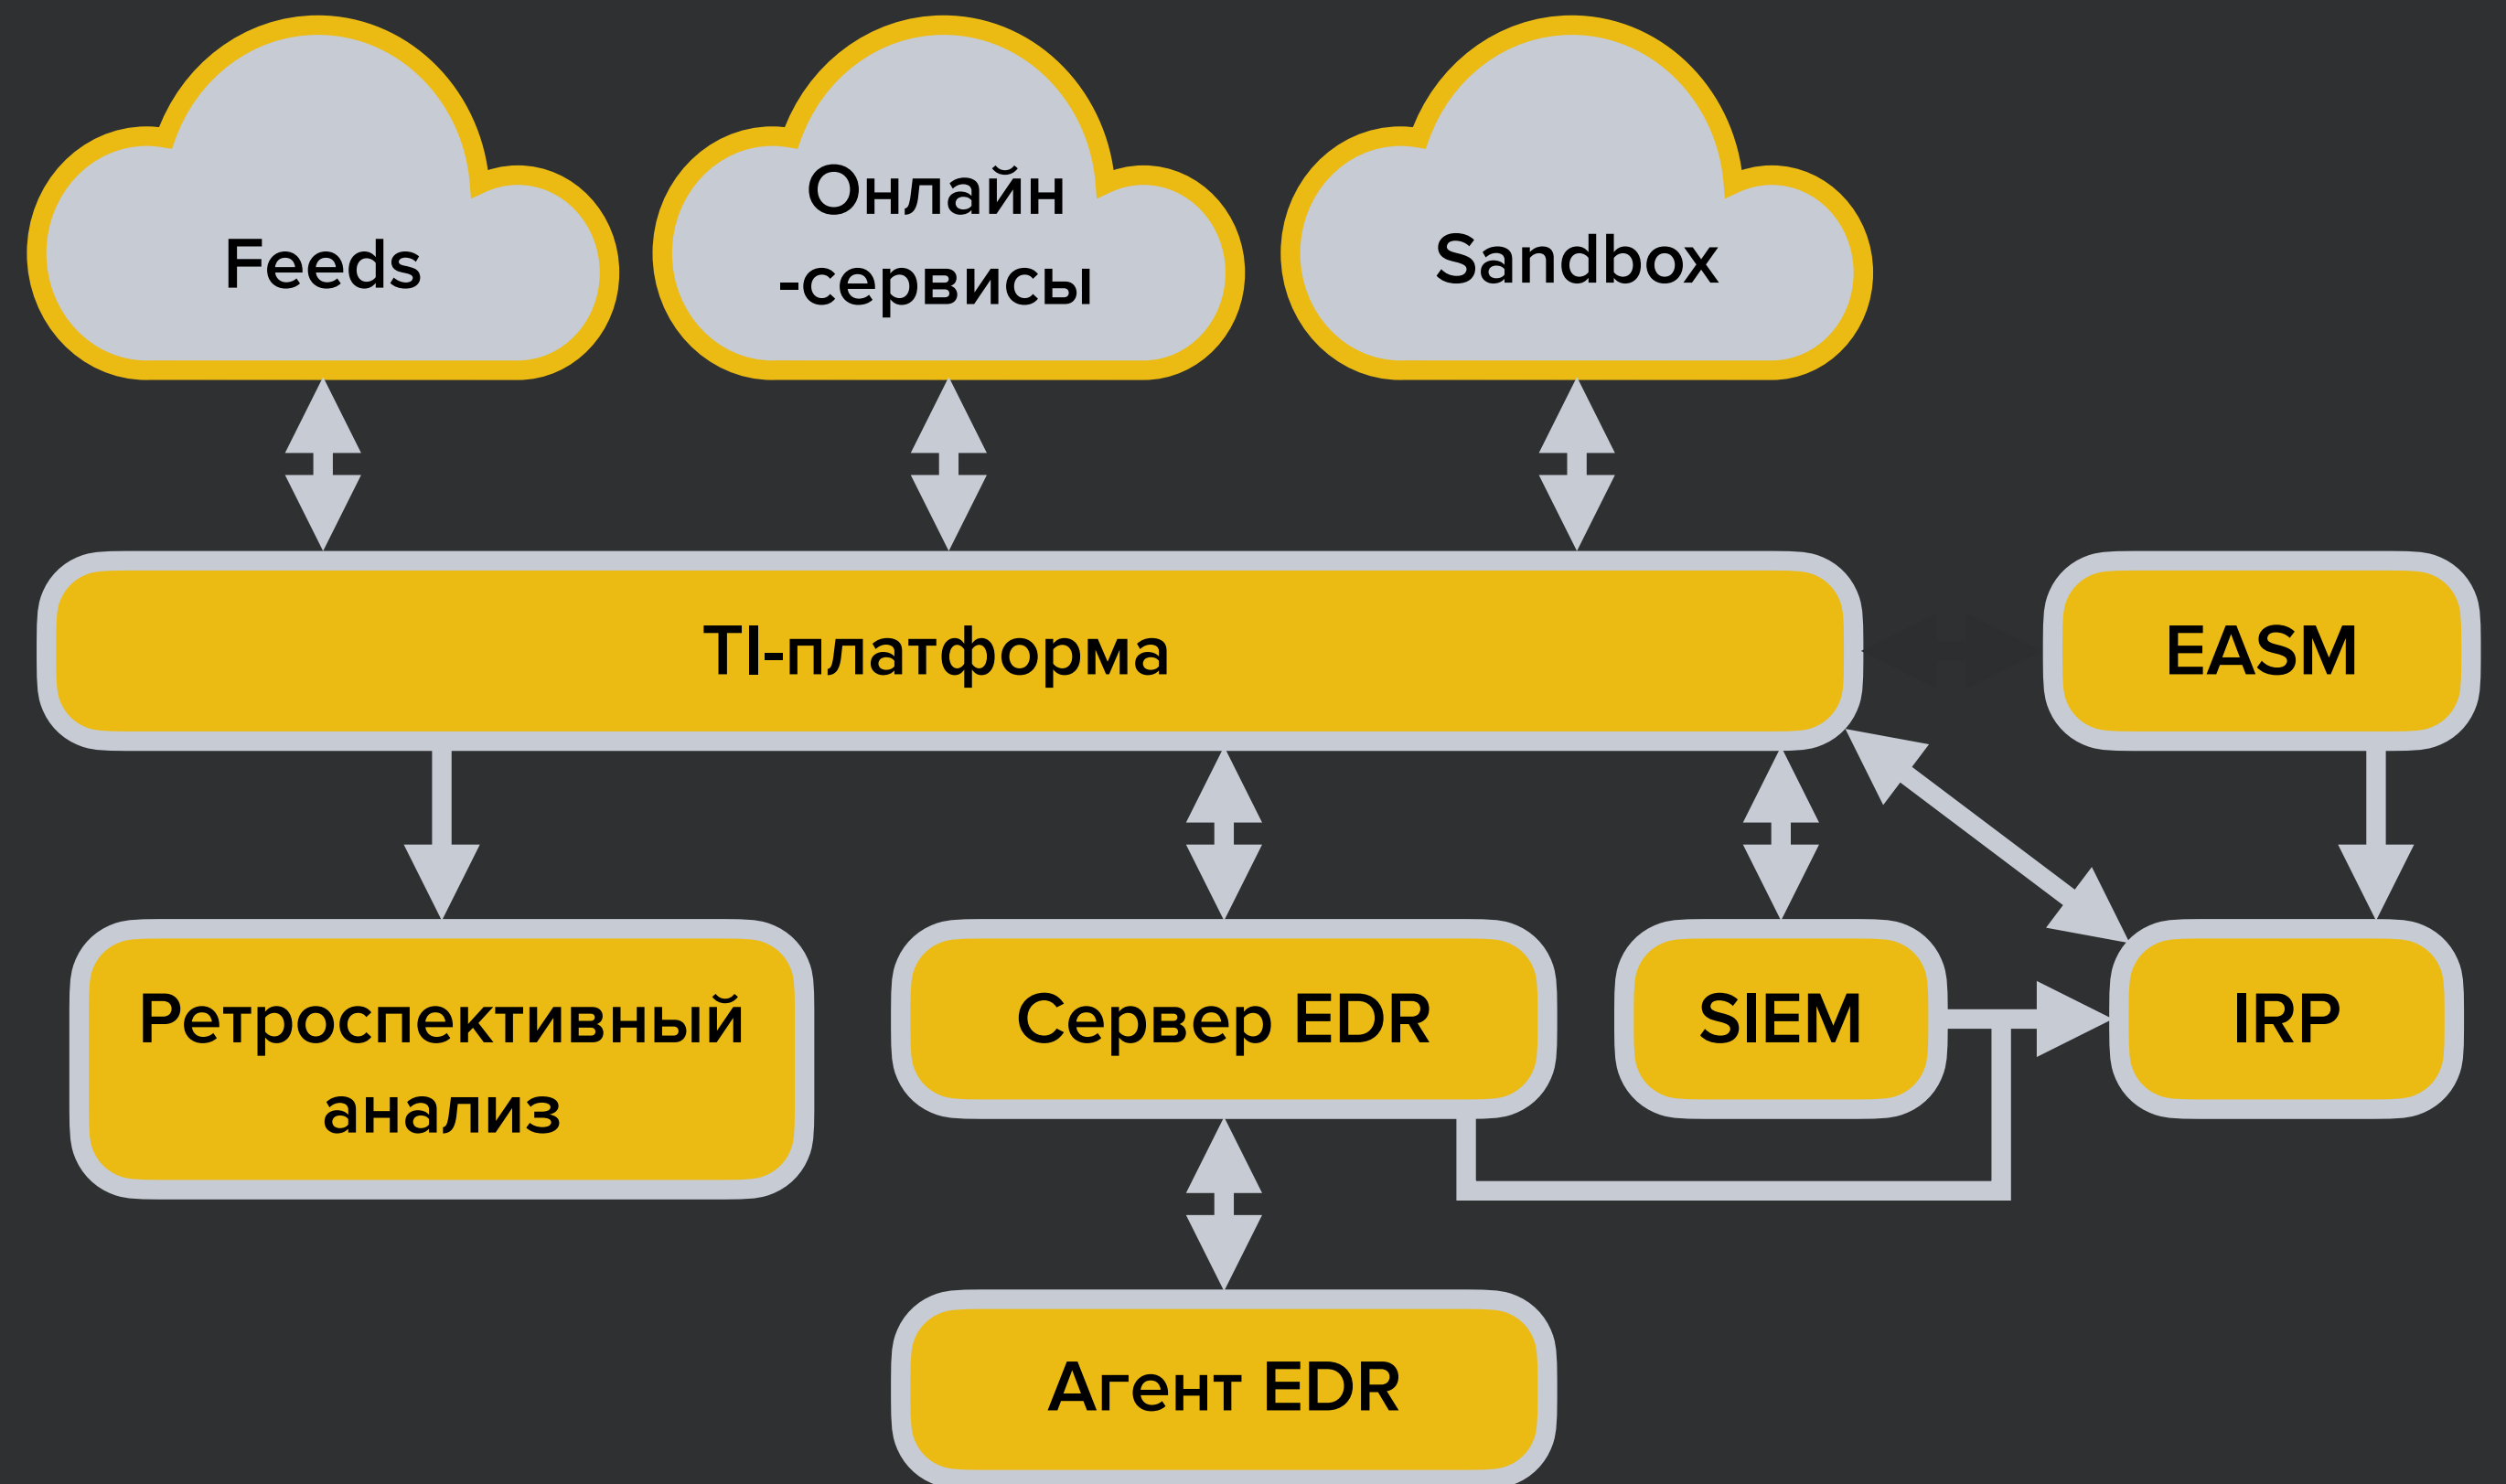 Feeds
Онлайн
-сервисы
Sandbox
TI-платформа
EASM
Ретроспективный
анализ
Сервер EDR
SIEM
IRP
Агент EDR